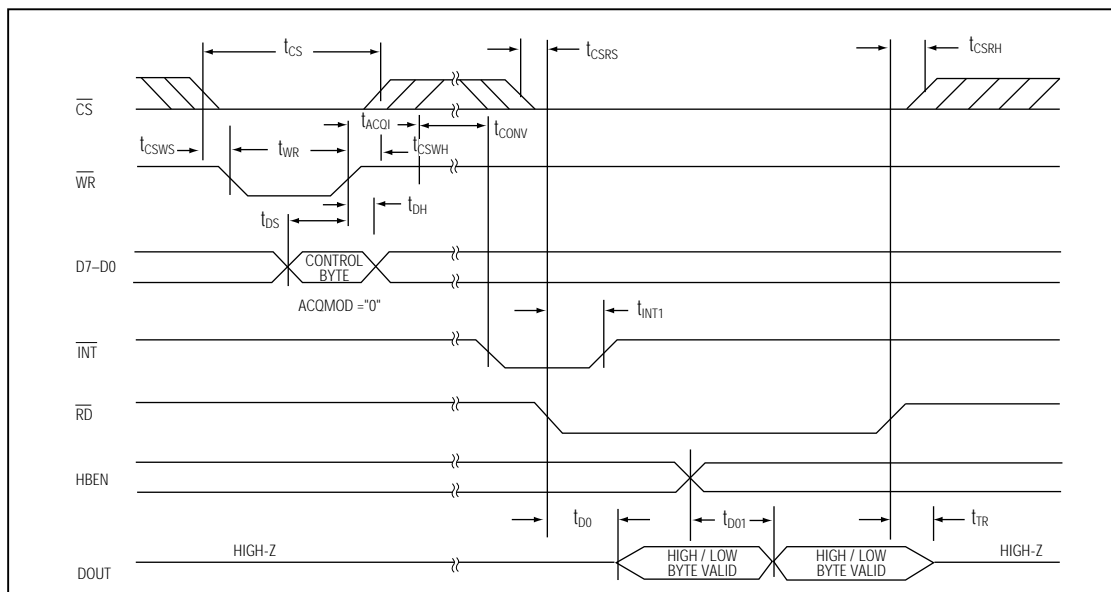 tCS
tCSRS
tCSRH
CS
tACQI
tCONV
tCSWS
tWR
tCSWH
WR
tDS
tDH
D7–D0
CONTROL
BYTE
ACQMOD ="0"
tINT1
INT
RD
HBEN
tD0
tD01
tTR
HIGH-Z
HIGH / LOW
BYTE VALID
HIGH / LOW
BYTE VALID
HIGH-Z
DOUT